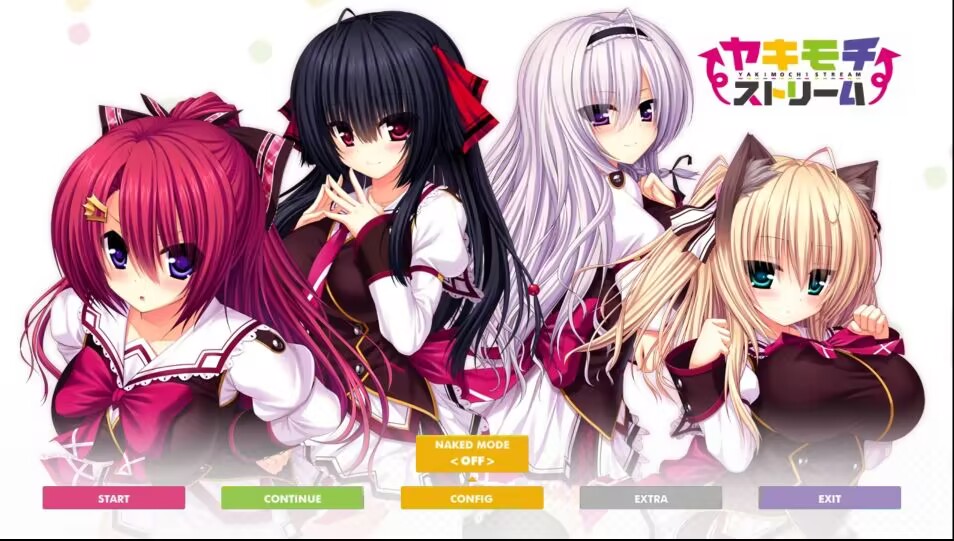 ヤキモチ
YAKIMOCHI STREAM
ストリーム
NAKED MODE
<OFF>
START
CONTINUE
CONFIG
EXTRA
EXIT